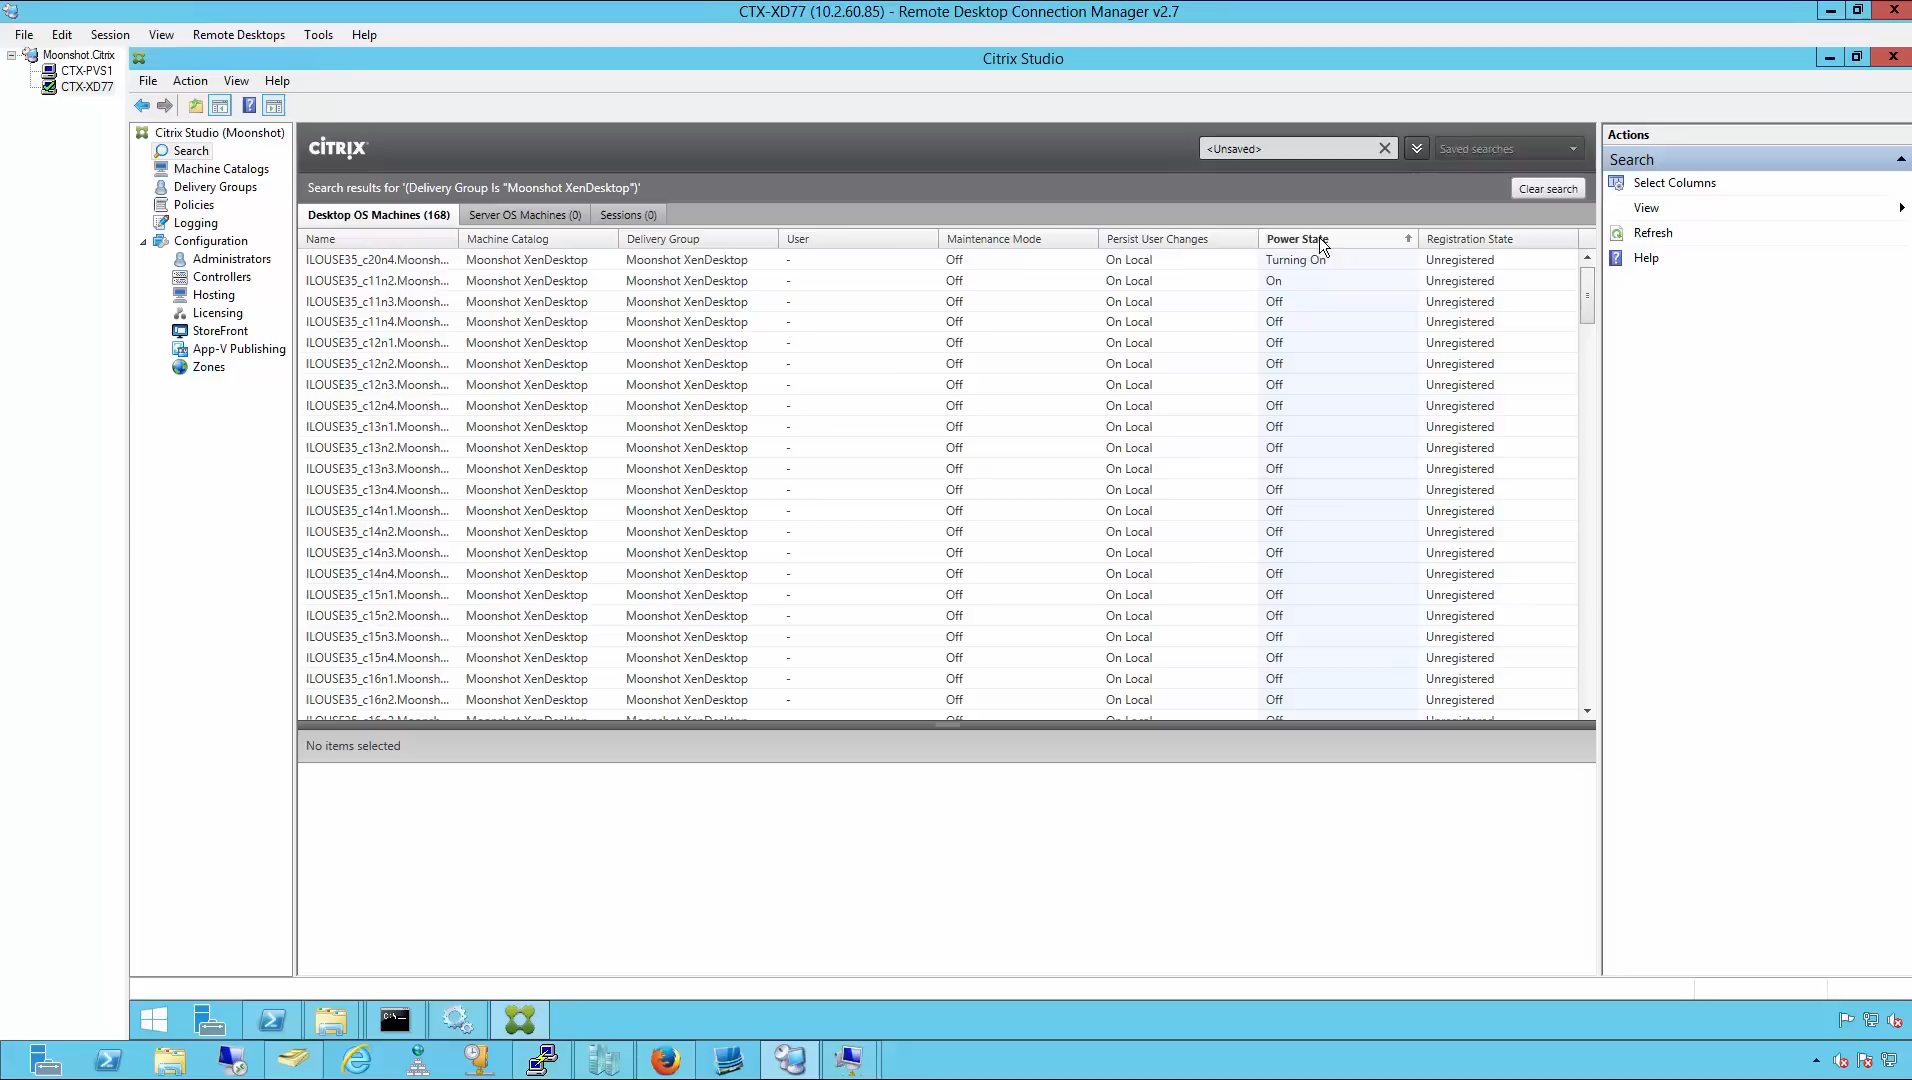 CTX-XD77 (10.2.60.85) - Remote Desktop Connection Manager v2.7
File Edit Session View Remote Desktops Tools Help
Moonshot.Citrix
CTX-PVS1
CTX-XD77
Citrix Studio
File Action View Help
Citrix Studio (Moonshot)
Search
Machine Catalogs
Delivery Groups
Policies
Logging
Configuration
Administrators
Controllers
Hosting
Licensing
StoreFront
App-V Publishing
Zones
CITRIX
<Unsaved>
Saved searches
Search results for '(Delivery Group Is "Moonshot XenDesktop")'
Clear search
Desktop OS Machines (168) Server OS Machines (0) Sessions (0)
Name Machine Catalog Delivery Group User Maintenance Mode Persist User Changes Power State Registration State
ILOUSE35_c20n4.Moonsh... Moonshot XenDesktop Moonshot XenDesktop - Off On Local Turning On Unregistered
ILOUSE35_c11n2.Moonsh... Moonshot XenDesktop Moonshot XenDesktop - Off On Local On Unregistered
ILOUSE35_c11n3.Moonsh... Moonshot XenDesktop Moonshot XenDesktop - Off On Local Off Unregistered
ILOUSE35_c11n4.Moonsh... Moonshot XenDesktop Moonshot XenDesktop - Off On Local Off Unregistered
ILOUSE35_c12n1.Moonsh... Moonshot XenDesktop Moonshot XenDesktop - Off On Local Off Unregistered
ILOUSE35_c12n2.Moonsh... Moonshot XenDesktop Moonshot XenDesktop - Off On Local Off Unregistered
ILOUSE35_c12n3.Moonsh... Moonshot XenDesktop Moonshot XenDesktop - Off On Local Off Unregistered
ILOUSE35_c12n4.Moonsh... Moonshot XenDesktop Moonshot XenDesktop - Off On Local Off Unregistered
ILOUSE35_c13n1.Moonsh... Moonshot XenDesktop Moonshot XenDesktop - Off On Local Off Unregistered
ILOUSE35_c13n2.Moonsh... Moonshot XenDesktop Moonshot XenDesktop - Off On Local Off Unregistered
ILOUSE35_c13n3.Moonsh... Moonshot XenDesktop Moonshot XenDesktop - Off On Local Off Unregistered
ILOUSE35_c13n4.Moonsh... Moonshot XenDesktop Moonshot XenDesktop - Off On Local Off Unregistered
ILOUSE35_c14n1.Moonsh... Moonshot XenDesktop Moonshot XenDesktop - Off On Local Off Unregistered
ILOUSE35_c14n2.Moonsh... Moonshot XenDesktop Moonshot XenDesktop - Off On Local Off Unregistered
ILOUSE35_c14n3.Moonsh... Moonshot XenDesktop Moonshot XenDesktop - Off On Local Off Unregistered
ILOUSE35_c14n4.Moonsh... Moonshot XenDesktop Moonshot XenDesktop - Off On Local Off Unregistered
ILOUSE35_c15n1.Moonsh... Moonshot XenDesktop Moonshot XenDesktop - Off On Local Off Unregistered
ILOUSE35_c15n2.Moonsh... Moonshot XenDesktop Moonshot XenDesktop - Off On Local Off Unregistered
ILOUSE35_c15n3.Moonsh... Moonshot XenDesktop Moonshot XenDesktop - Off On Local Off Unregistered
ILOUSE35_c15n4.Moonsh... Moonshot XenDesktop Moonshot XenDesktop - Off On Local Off Unregistered
ILOUSE35_c16n1.Moonsh... Moonshot XenDesktop Moonshot XenDesktop - Off On Local Off Unregistered
ILOUSE35_c16n2.Moonsh... Moonshot XenDesktop Moonshot XenDesktop - Off On Local Off Unregistered
No items selected
Actions
Search
Select Columns
View
Refresh
Help